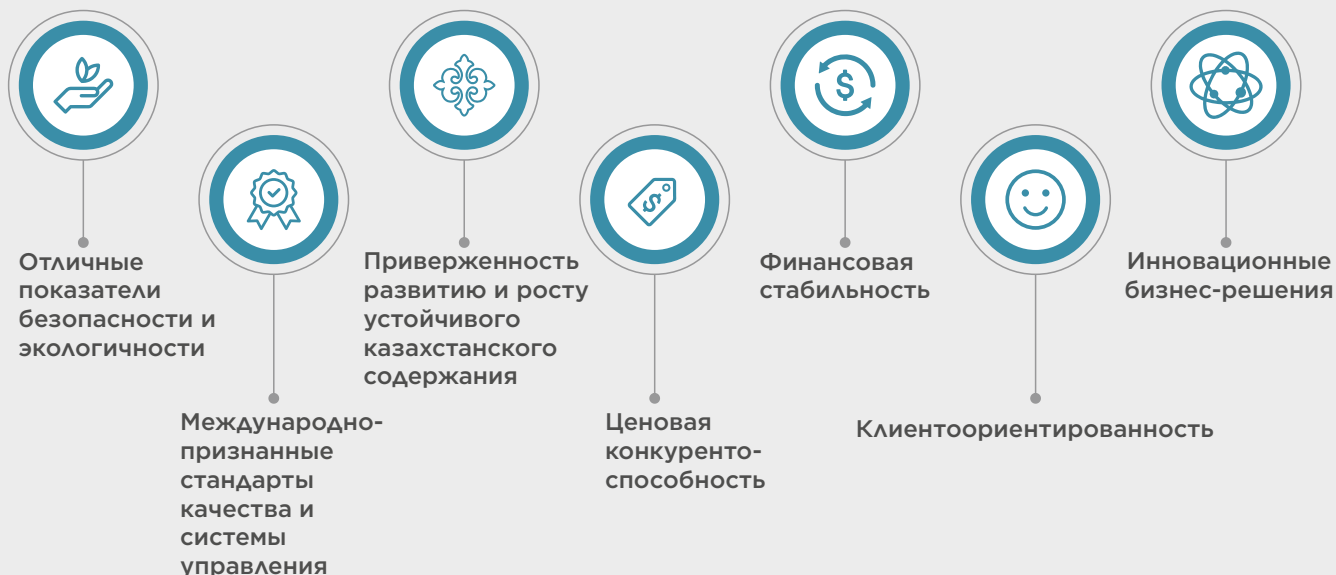 Отличные
показатели
безопасности и
экологичности
Международно-
признанные
стандарты
качества и
системы
управления
Приверженность
развитию и росту
устойчивого
казахстанского
содержания
Ценовая
конкуренто-
способность
Финансовая
стабильность
Клиентоориентированность
Инновационные
бизнес-решения